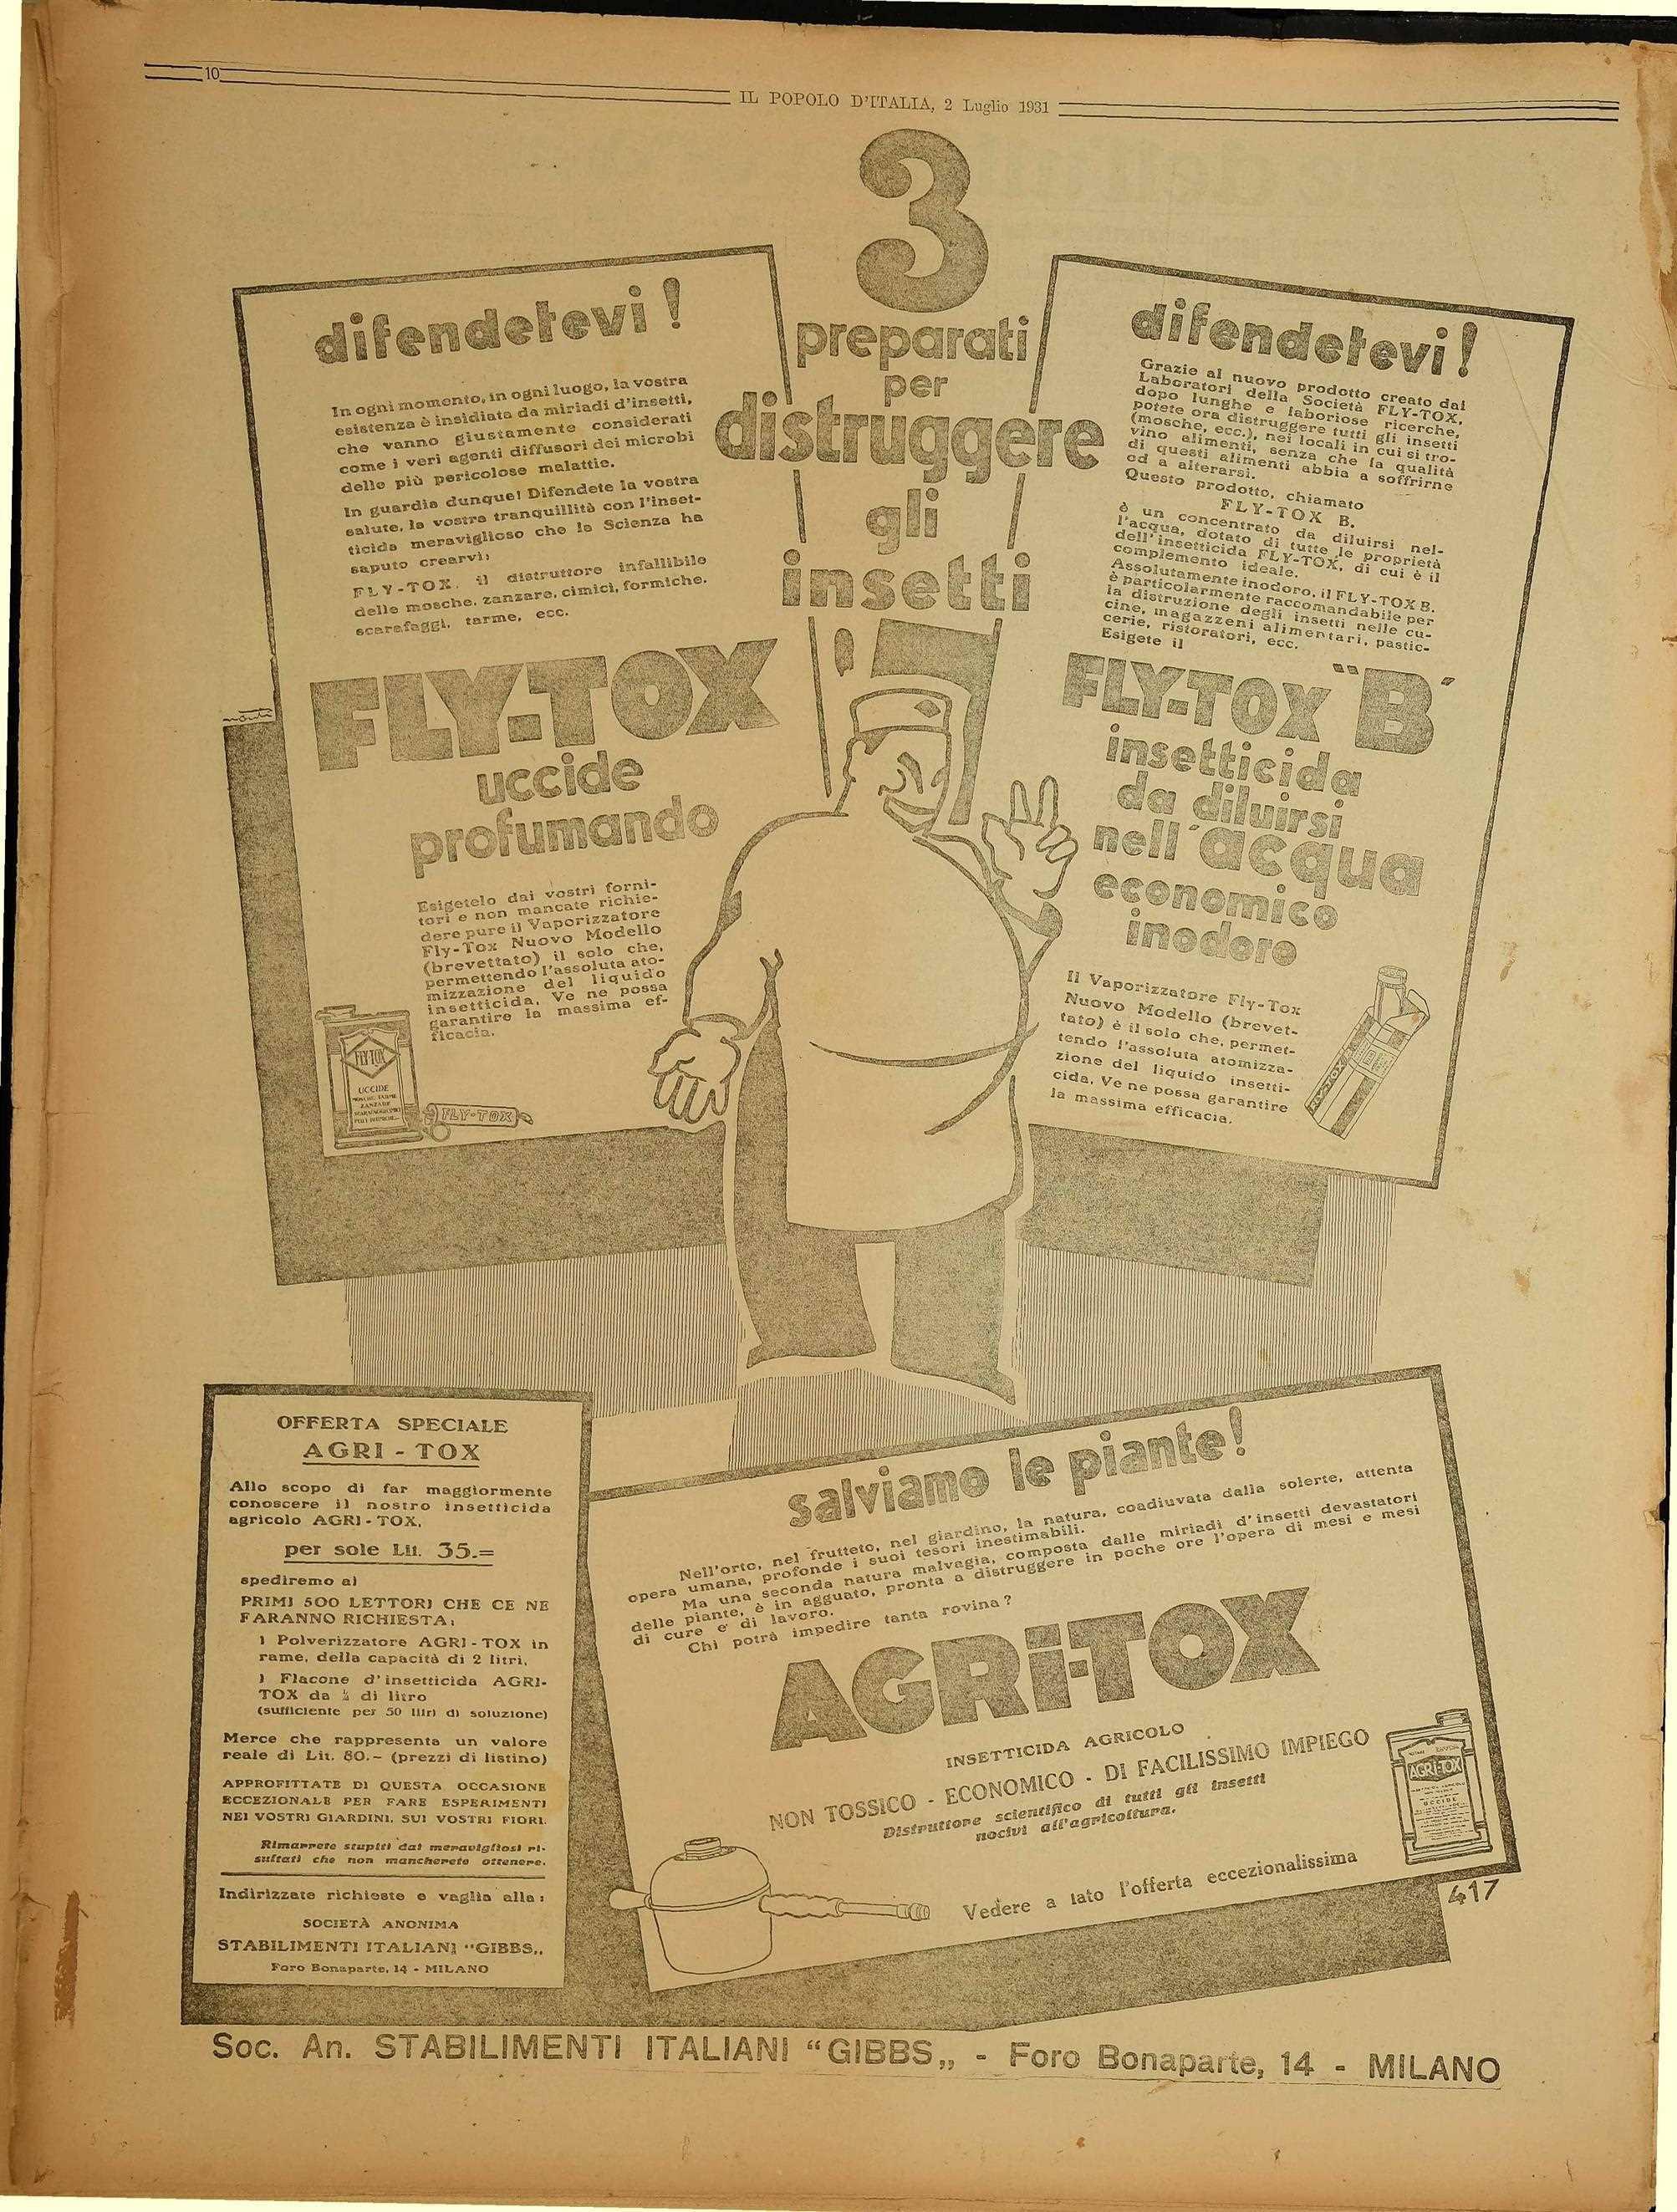 10
IL POPOLO D'ITALIA, 2 Luglio 1931
3
preparati
per
distruggere
gli
insetti
difendetevi!
In ogni momento, in ogni luogo, la vostra
esistenza è insidiata da miriadi d'insetti,
che vanno giustamente considerati
come i veri agenti diffusori dei microbi
delle più pericolose malattie.
In guardia dunque! Difendete la vostra
salute, la vostra tranquillità con l'inset-
ticida meraviglioso che la Scienza ha
saputo crearvi:
FLY-TOX, il distruttore infallibile
delle mosche, zanzare, cimici, formiche,
scarafaggi, tarme, ecc.
FLY-TOX
uccide
profumando
Esigetelo dai vostri forni-
tori e non mancate richie-
dere pure il Vaporizzatore
Fly-Tox Nuovo Modello
(brevettato) il solo che,
permettendo l'assoluta ato-
mizzazione del liquido
insetticida, Ve ne possa
garantire la massima ef-
ficacia.
FLY-TOX
UCCIDE
MOSCHE TARME
ZANZARE
FLY-TOX
difendetevi!
Grazie al nuovo prodotto creato dai
Laboratori della Società FLY-TOX,
dopo lunghe e laboriose ricerche,
potete ora distruggere tutti gli insetti
(mosche, ecc.), nei locali in cui si tro-
vino alimenti, senza che la qualità
di questi alimenti abbia a soffrirne
od a alterarsi.
Questo prodotto, chiamato
FLY-TOX B.
è un concentrato da diluirsi nel-
l'acqua, dotato di tutte le proprietà
dell'insetticida FLY-TOX, di cui è il
complemento ideale.
Assolutamente inodoro, il FLY-TOX B.
è particolarmente raccomandabile per
la distruzione degli insetti nelle cu-
cine, magazzeni alimentari, pastic-
cerie, ristoratori, ecc.
Esigete il
FLY-TOX "B"
insetticida
da diluirsi
nell'acqua
economico
inodoro
Il Vaporizzatore Fly-Tox
Nuovo Modello (brevet-
tato) è il solo che, permet-
tendo l'assoluta atomizza-
zione del liquido insetti-
cida, Ve ne possa garantire
la massima efficacia.
FLY-TOX
OFFERTA SPECIALE
AGRI - TOX
Allo scopo di far maggiormente
conoscere il nostro insetticida
agricolo AGRI - TOX,
per sole Lit. 35.=
spediremo ai
PRIMI 500 LETTORI CHE CE NE
FARANNO RICHIESTA:
1 Polverizzatore AGRI - TOX in
rame, della capacità di 2 litri,
1 Flacone d'insetticida AGRI-
TOX da di litro
(sufficiente per 50 litri di soluzione)
Merce che rappresenta un valore
reale di Lit. 80.- (prezzi di listino)
APPROFITTATE DI QUESTA OCCASIONE
ECCEZIONALE PER FARE ESPERIMENTI
NEI VOSTRI GIARDINI, SUI VOSTRI FIORI.
Rimarrete stupiti dai meravigliosi ri-
sultati che non mancherete ottenere.
Indirizzate richieste e vaglia alla:
SOCIETÀ ANONIMA
STABILIMENTI ITALIANI "GIBBS„
Foro Bonaparte, 14 - MILANO
salviamo le piante!
Nell'orto, nel frutteto, nel giardino, la natura, coadiuvata dalla solerte, attenta
opera umana, profonde i suoi tesori inestimabili.
Ma una seconda natura malvagia, composta dalle miriadi d'insetti devastatori
delle piante, è in agguato, pronta a distruggere in poche ore l'opera di mesi e mesi
di cure e di lavoro.
Chi potrà impedire tanta rovina?
AGRI-TOX
INSETTICIDA AGRICOLO
NON TOSSICO - ECONOMICO - DI FACILISSIMO IMPIEGO
Distruttore scientifico di tutti gli insetti
nocivi all'agricoltura.
AGRI-TOX
UCCIDE
Vedere a lato l'offerta eccezionalissima
417
Soc. An. STABILIMENTI ITALIANI "GIBBS„ - Foro Bonaparte, 14 - MILANO